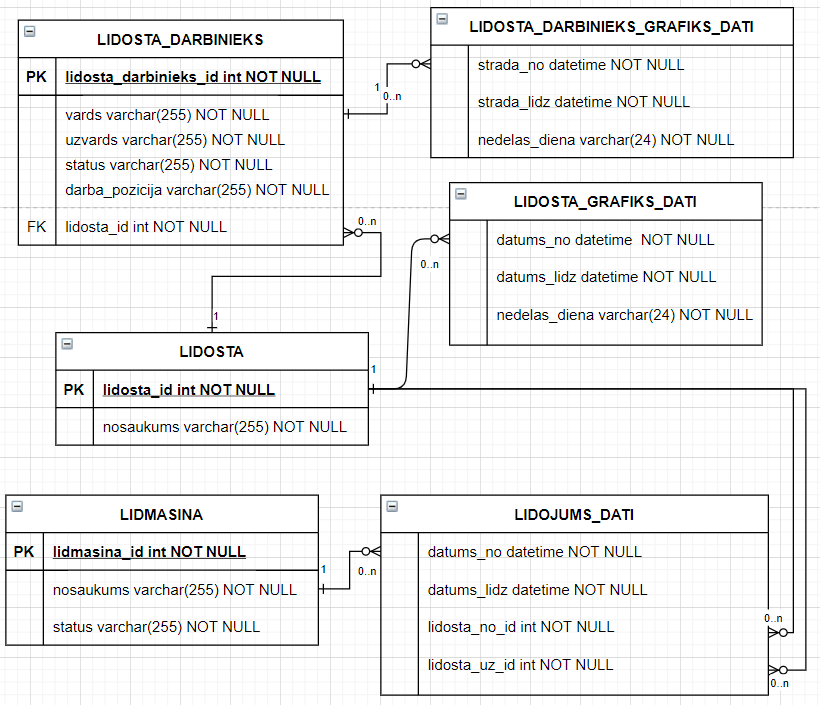 LIDOSTA_DARBINIEKS
PK lidosta_darbinieks_id int NOT NULL
vards varchar(255) NOT NULL
uzvards varchar(255) NOT NULL
status varchar(255) NOT NULL
darba_pozicija varchar(255) NOT NULL
FK lidosta_id int NOT NULL
1
0..n
LIDOSTA_DARBINIEKS_GRAFIKS_DATI
strada_no datetime NOT NULL
strada_lidz datetime NOT NULL
nedelas_diena varchar(24) NOT NULL
0..n
1
LIDOSTA_GRAFIKS_DATI
datums_no datetime NOT NULL
datums_lidz datetime NOT NULL
nedelas_diena varchar(24) NOT NULL
0..n
1
LIDOSTA
PK lidosta_id int NOT NULL
nosaukums varchar(255) NOT NULL
LIDMASINA
PK lidmasina_id int NOT NULL
nosaukums varchar(255) NOT NULL
status varchar(255) NOT NULL
1
0..n
LIDOJUMS_DATI
datums_no datetime NOT NULL
datums_lidz datetime NOT NULL
lidosta_no_id int NOT NULL
lidosta_uz_id int NOT NULL
0..n
0..n